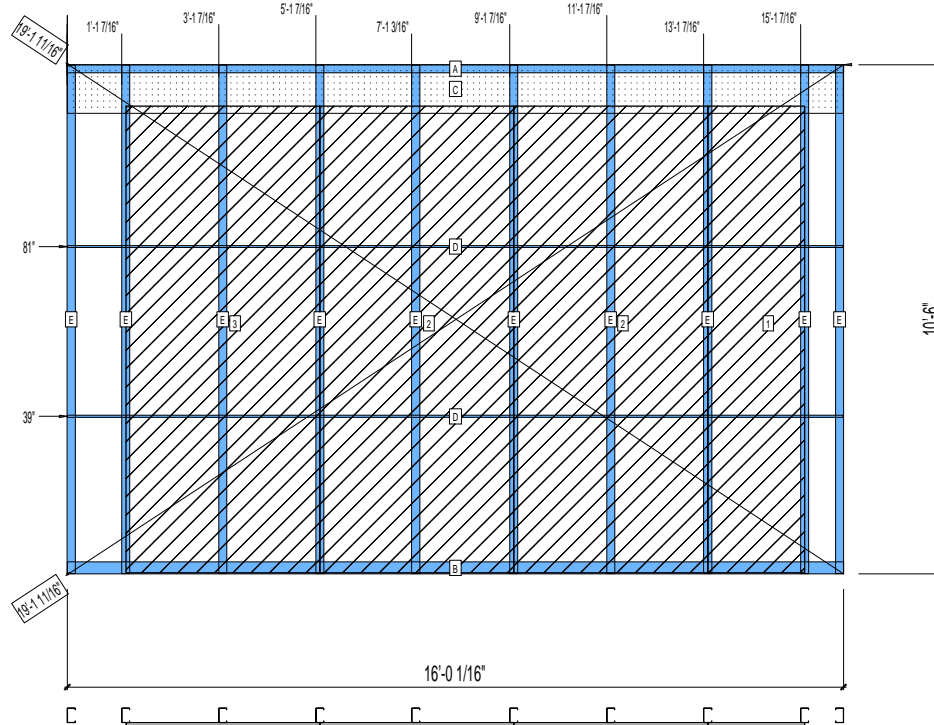 19'-1 11/16"
1'-1 7/16"
3'-1 7/16"
5'-1 7/16"
7'-1 3/16"
9'-1 7/16"
11'-1 7/16"
13'-1 7/16"
15'-1 7/16"
A
C
81"
D
E E E 3 E E 2 E E 2 E 1 E E
10'-6"
39"
D
B
19'-1 11/16"
16'-0 1/16"